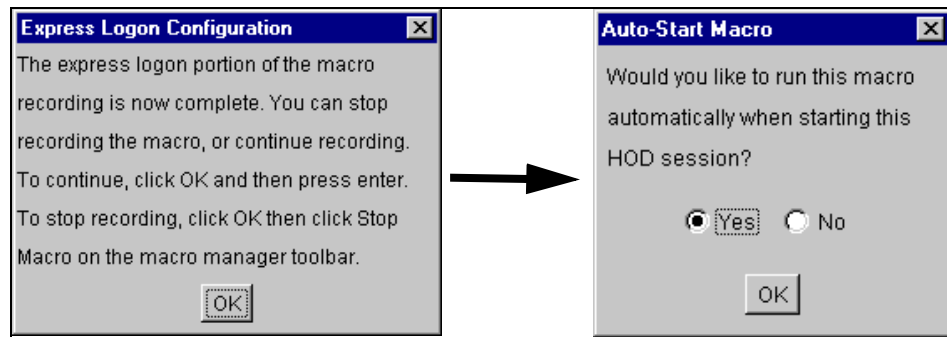 Express Logon Configuration
The express logon portion of the macro
recording is now complete. You can stop
recording the macro, or continue recording.
To continue, click OK and then press enter.
To stop recording, click OK then click Stop
Macro on the macro manager toolbar.
OK
Auto-Start Macro
Would you like to run this macro
automatically when starting this
HOD session?
Yes No
OK